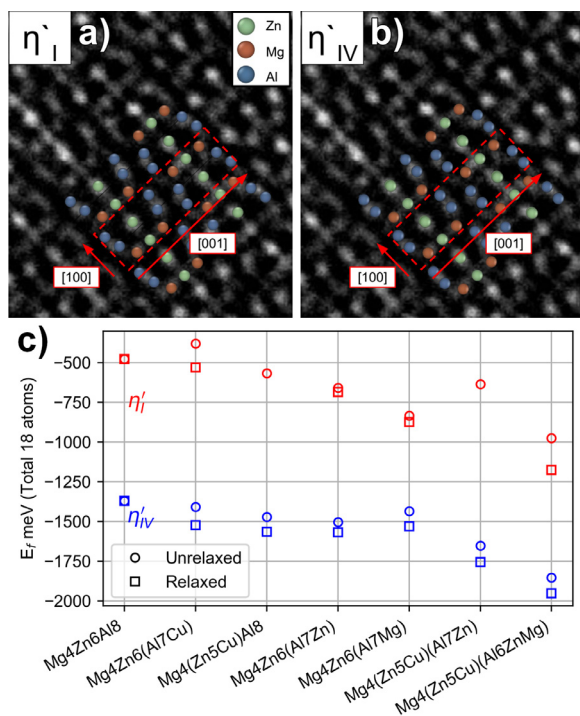 η`I
a)
Zn
Mg
Al
[001]
[100]
η`IV
b)
[001]
[100]
c)
Ef meV (Total 18 atoms)
−500
−750
−1000
−1250
−1500
−1750
−2000
η′I
η′IV
Unrelaxed
Relaxed
Mg4Zn6Al8
Mg4Zn6(Al7Cu)
Mg4(Zn5Cu)Al8
Mg4Zn6(Al7Zn)
Mg4Zn6(Al7Mg)
Mg4(Zn5Cu)(Al7Zn)
Mg4(Zn5Cu)(Al6ZnMg)